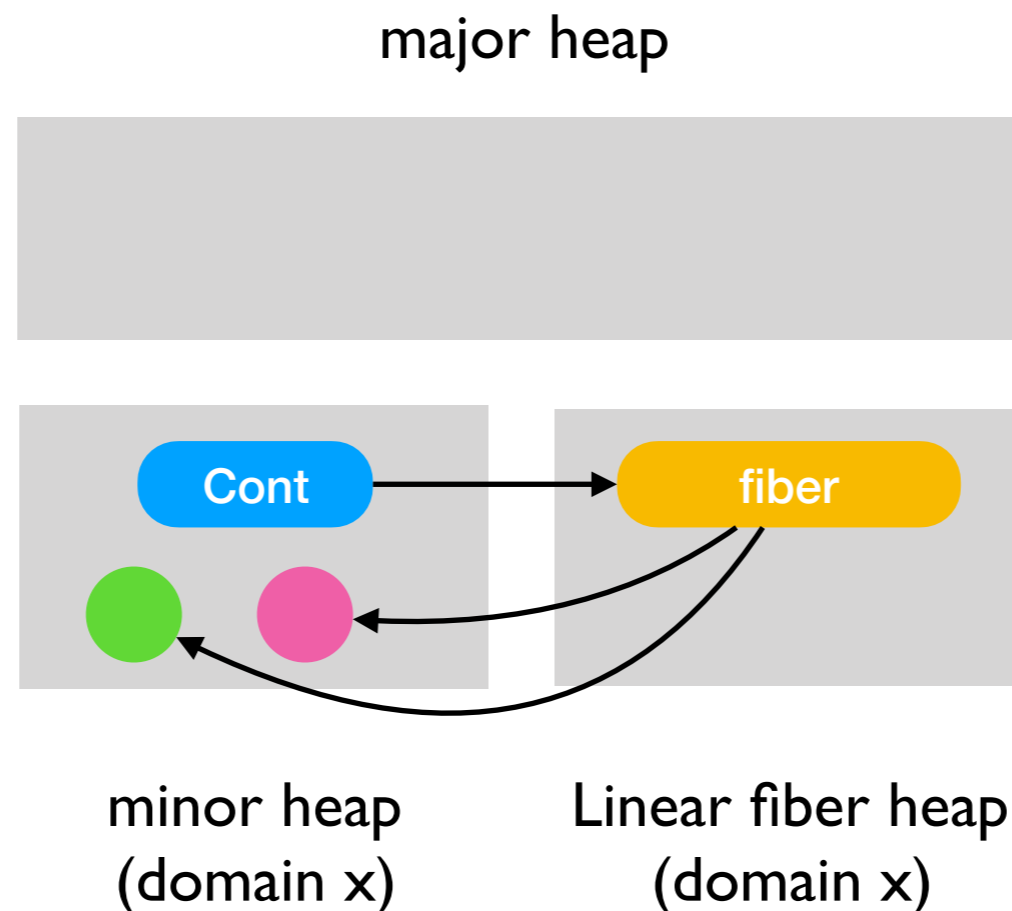 major heap
Cont
fiber
minor heap
(domain x)
Linear fiber heap
(domain x)